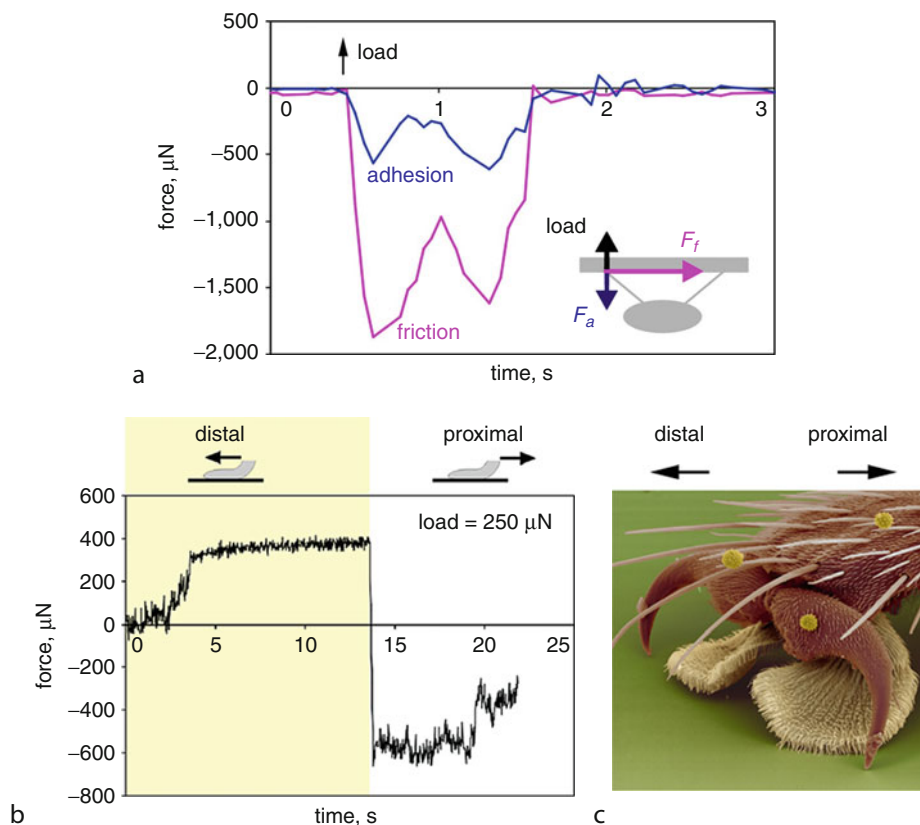 500
load
0
0
1
2
3
−500
adhesion
−1,000
load
F_f
−1,500
friction
F_a
−2,000
force, µN
time, s
a
distal
proximal
distal
proximal
600
load = 250 µN
400
200
0
0
5
10
15
20
25
−200
−400
−600
−800
force, µN
time, s
b
c